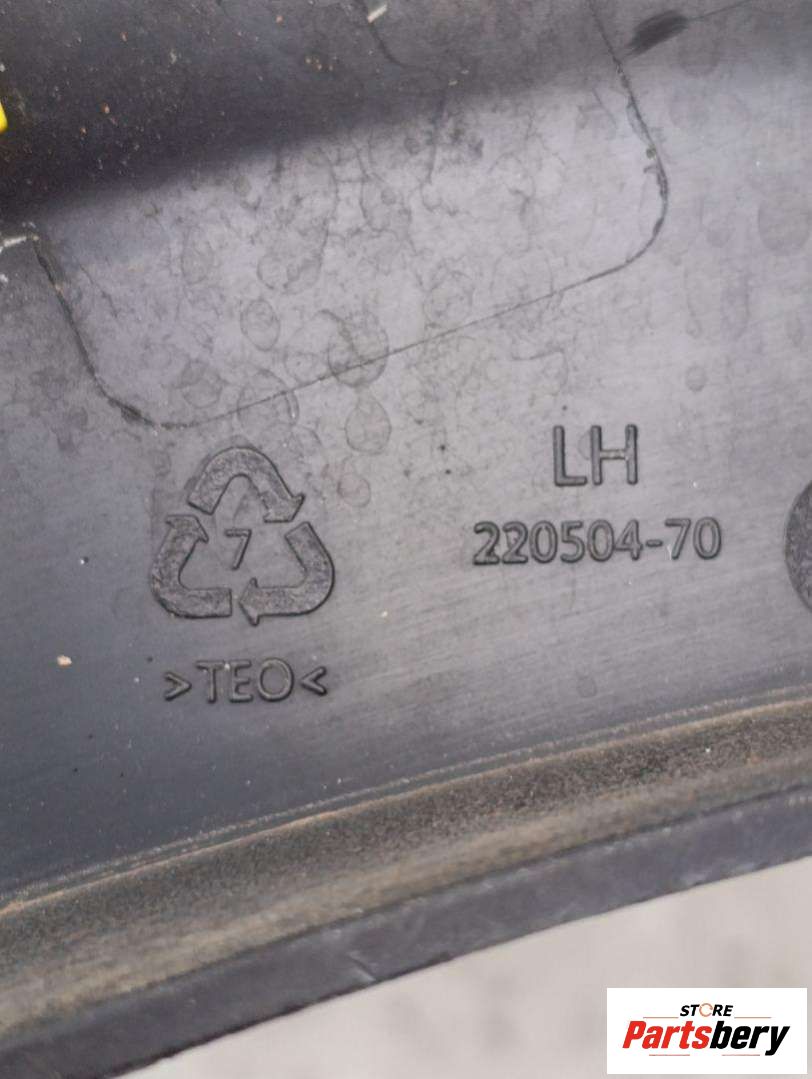 LH
220504-70
7
>TEO<
STORE
Partsbery